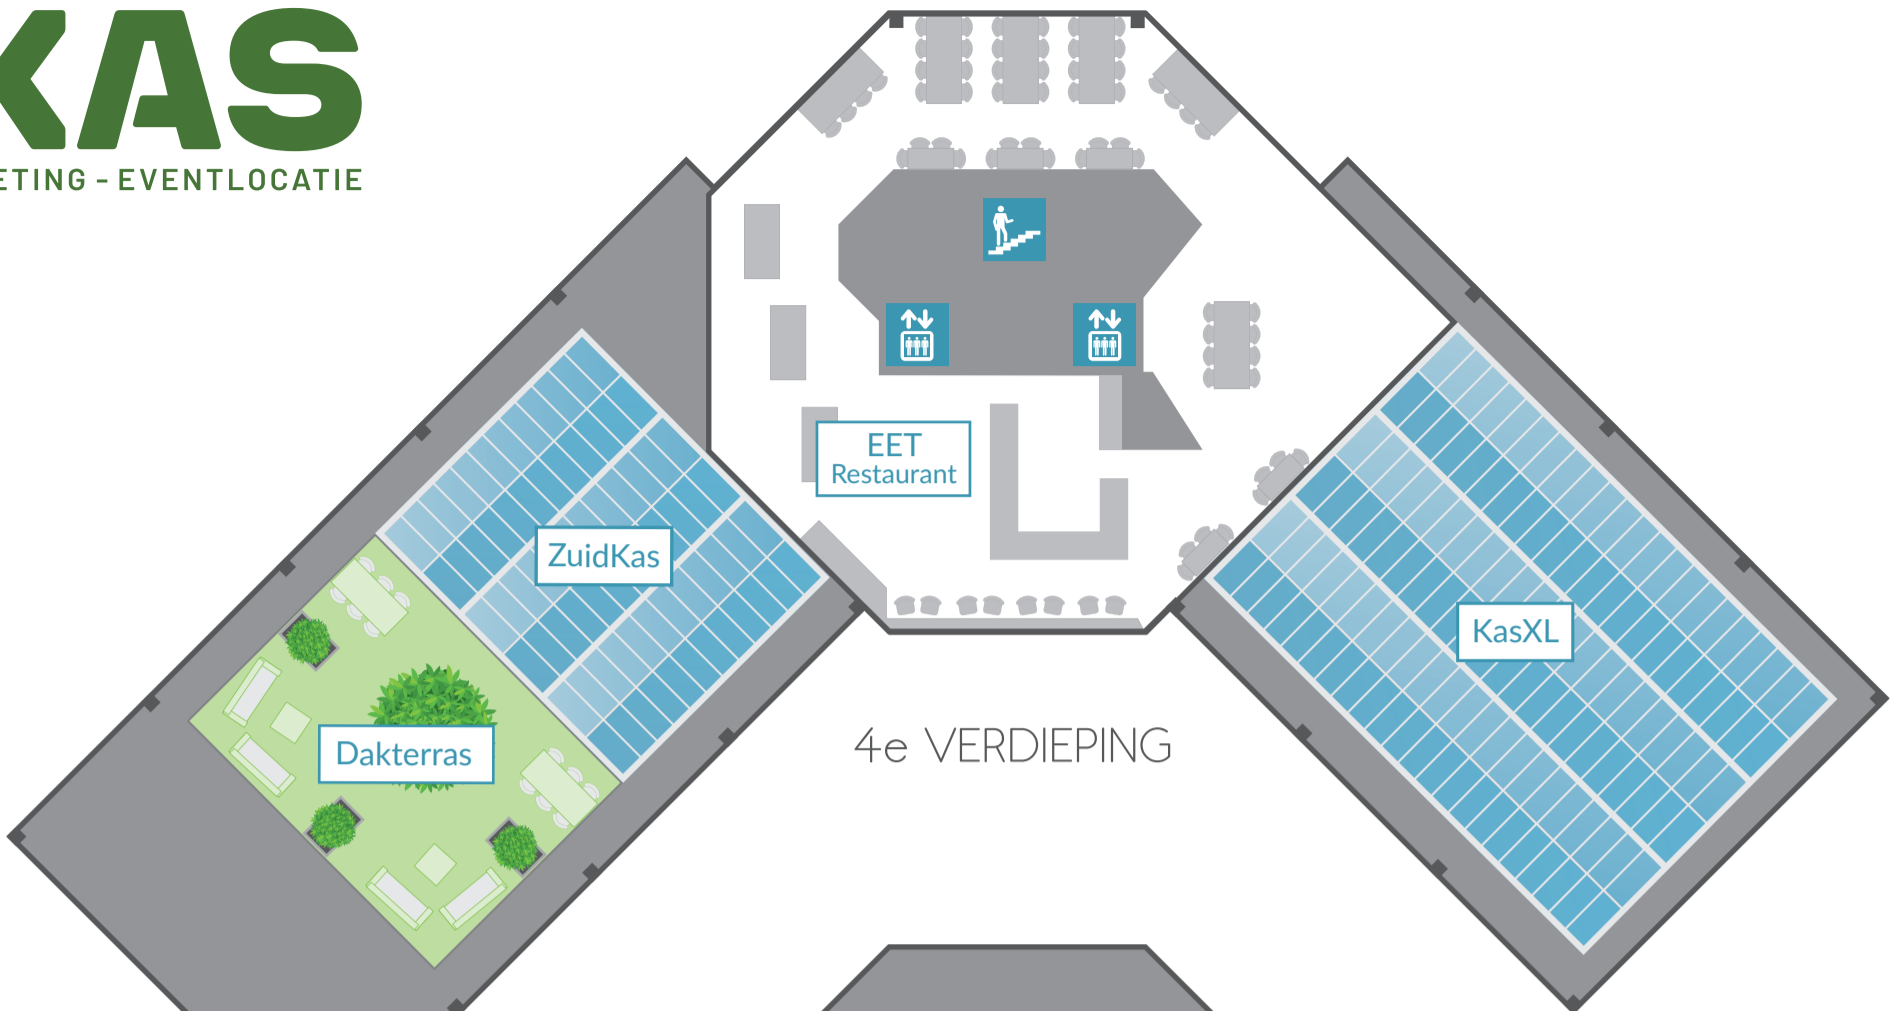 KAS
ETING - EVENTLOCATIE
EET
Restaurant
ZuidKas
KasXL
Dakterras
4e VERDIEPING